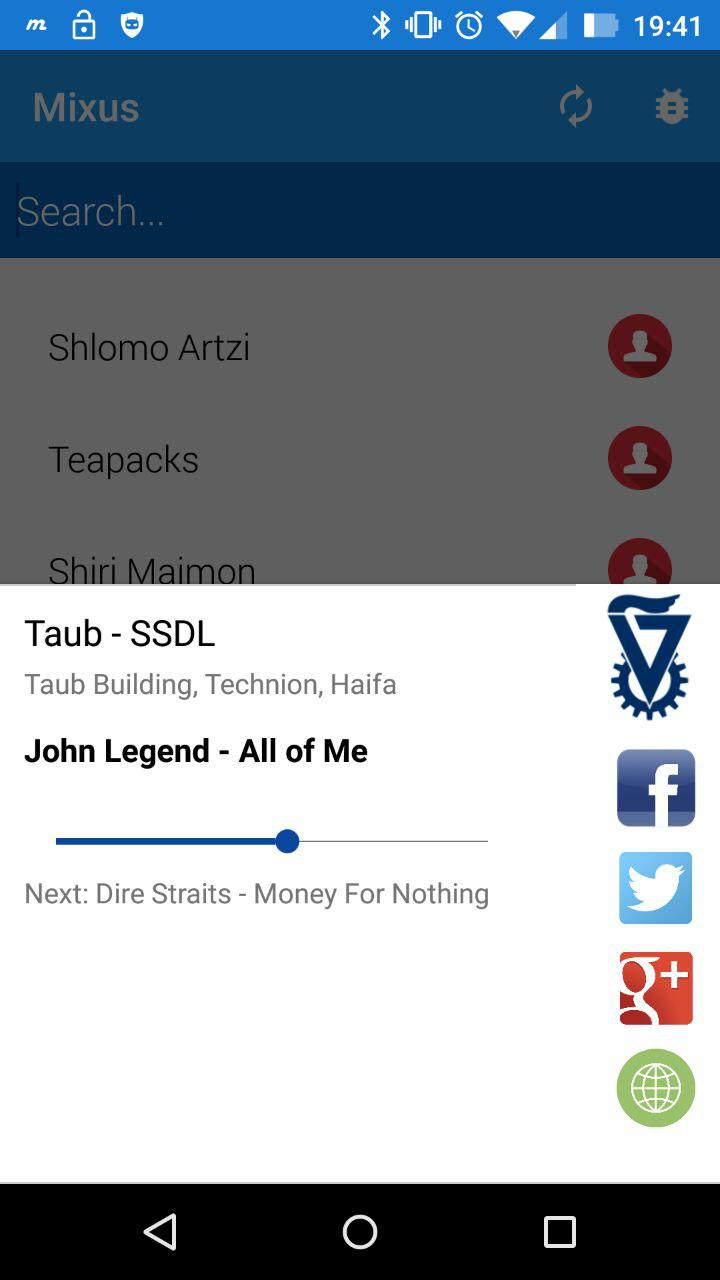 19:41
Mixus
Search...
Shlomo Artzi
Teapacks
Shiri Maimon
Taub - SSDL
Taub Building, Technion, Haifa
John Legend - All of Me
Next: Dire Straits - Money For Nothing